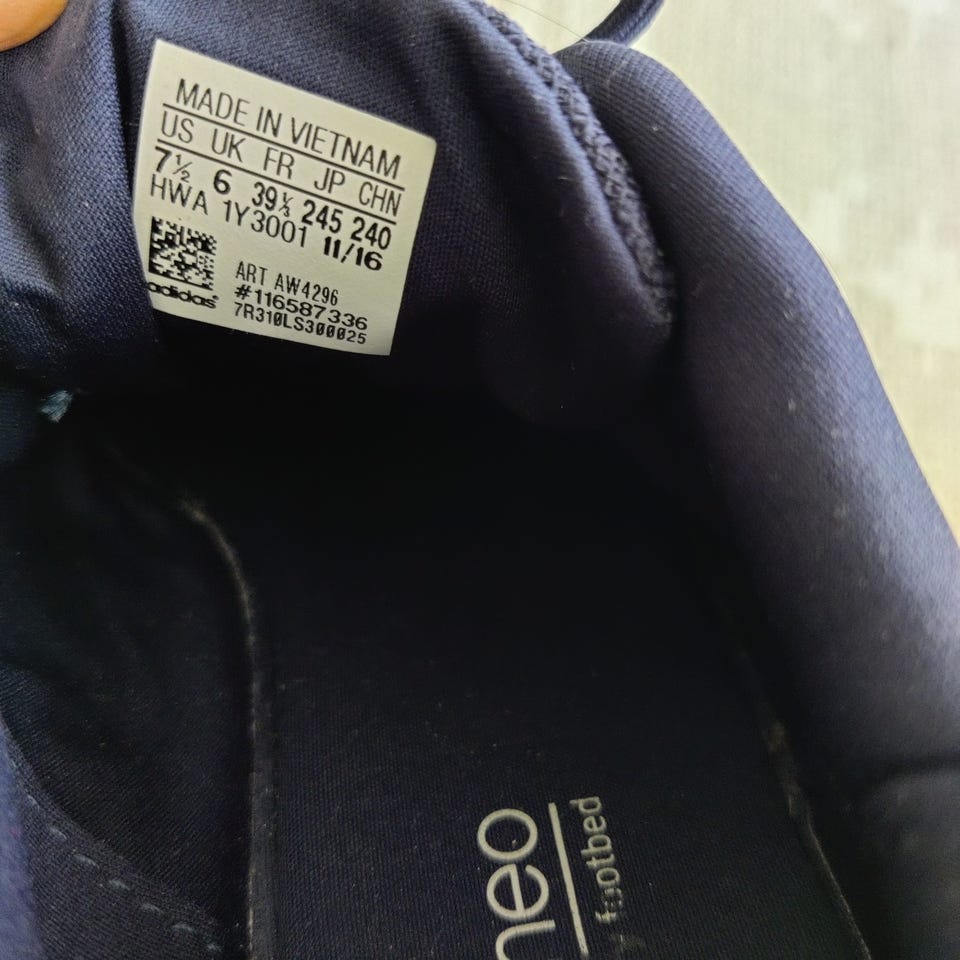 MADE IN VIETNAM
US UK FR JP CHN
7½ 6 39⅓ 245 240
HWA 1Y3001 11/16
ART AW4296
#116587336
7R310LS300025
adidas
neo
footbed